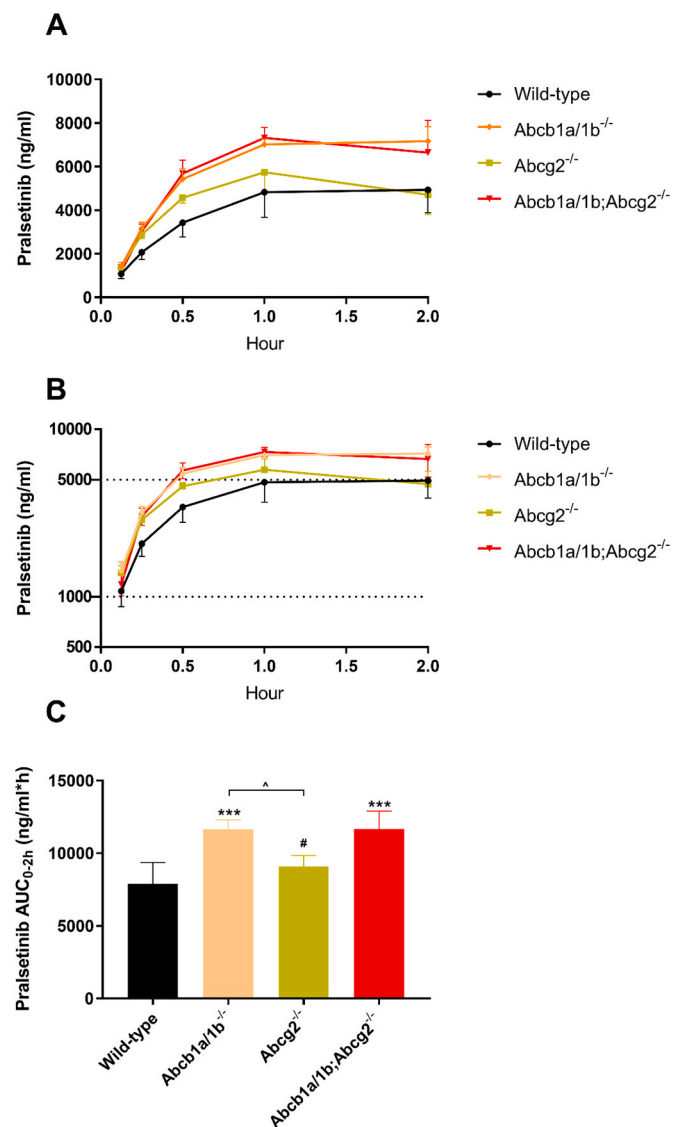 A
Pralsetinib (ng/ml)
10000
8000
6000
4000
2000
0
0.0 0.5 1.0 1.5 2.0
Hour
Wild-type
Abcb1a/1b-/-
Abcg2-/-
Abcb1a/1b;Abcg2-/-
B
Pralsetinib (ng/ml)
10000
5000
1000
500
0.0 0.5 1.0 1.5 2.0
Hour
Wild-type
Abcb1a/1b-/-
Abcg2-/-
Abcb1a/1b;Abcg2-/-
C
Pralsetinib AUC0-2h (ng/ml*h)
15000
10000
5000
0
^
***
#
***
Wild-type
Abcb1a/1b-/-
Abcg2-/-
Abcb1a/1b;Abcg2-/-